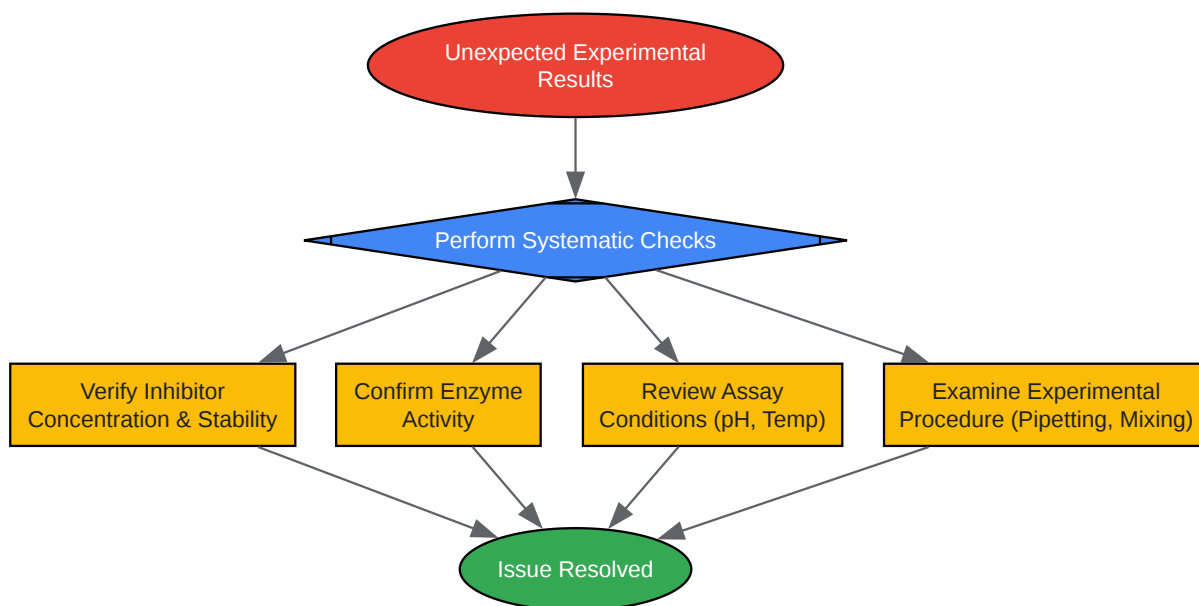 Unexpected Experimental
Results
Perform Systematic Checks
Verify Inhibitor
Concentration & Stability
Confirm Enzyme
Activity
Review Assay
Conditions (pH, Temp)
Examine Experimental
Procedure (Pipetting, Mixing)
Issue Resolved